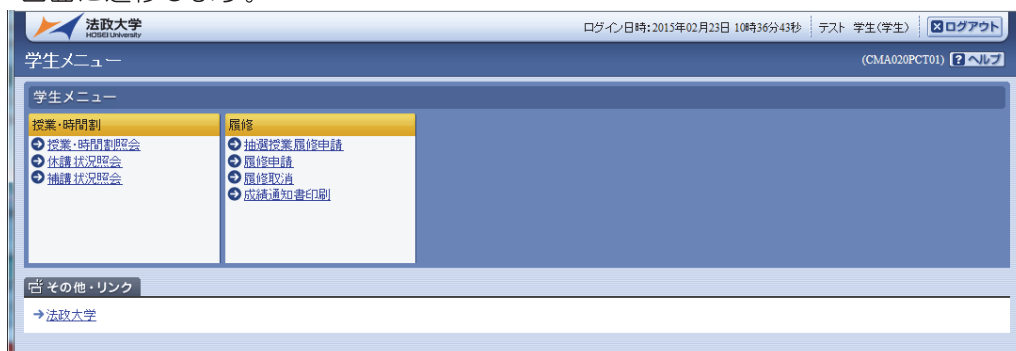 法政大学
HOSEI University
ログイン日時:2015年02月23日 10時36分43秒 テスト 学生(学生) ログアウト
学生メニュー (CMA020PCT01) ? ヘルプ
学生メニュー
授業・時間割
授業・時間割照会
休講状況照会
補講状況照会
履修
抽選授業履修申請
履修申請
履修取消
成績通知書印刷
その他・リンク
法政大学